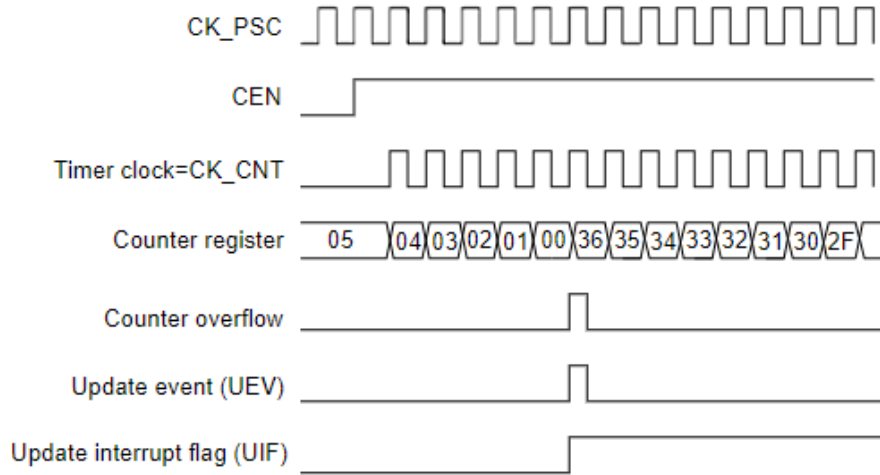 CK_PSC
CEN
Timer clock=CK_CNT
Counter register 05 04 03 02 01 00 36 35 34 33 32 31 30 2F
Counter overflow
Update event (UEV)
Update interrupt flag (UIF)